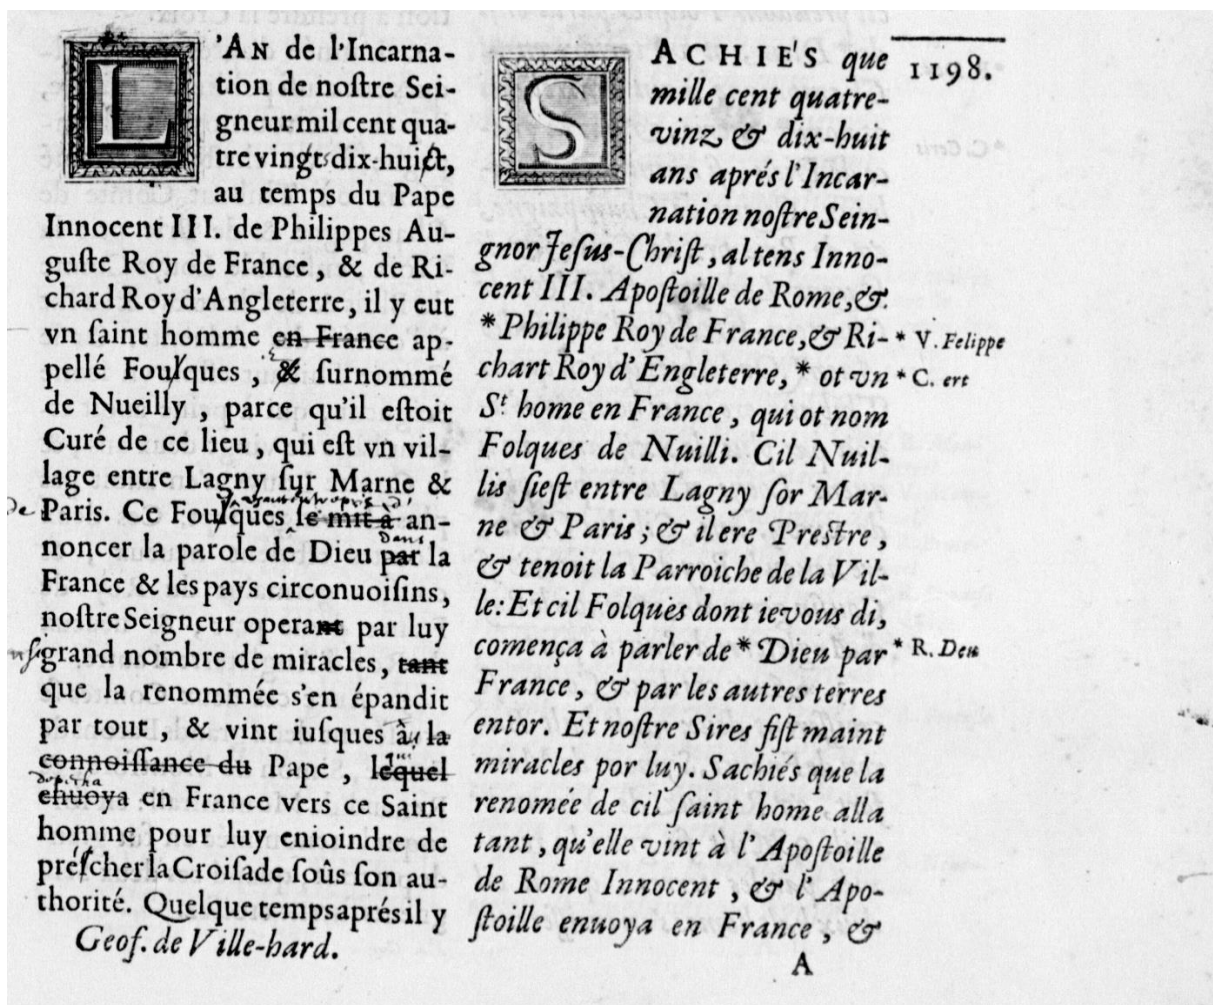 L'AN de l'Incarna-
tion de noſtre Sei-
gneur mil cent qua-
tre vingts dix-huict,
au temps du Pape
Innocent III. de Philippes Au-
guſte Roy de France, & de Ri-
chard Roy d'Angleterre, il y eut
vn ſaint homme en France ap-
pellé Fouſques, & ſurnommé
de Nueilly, parce qu'il eſtoit
Curé de ce lieu, qui eſt vn vil-
lage entre Lagny ſur Marne &
Paris. Ce Fouſques ſe mit à an-
dans
noncer la parole de Dieu par la
France & les pays circonuoiſins,
noſtre Seigneur operant par luy
grand nombre de miracles, tant
que la renommée s'en épandit
par tout, & vint iuſques à la
connoiſſance du Pape, lequel
depeſcha
enuoya en France vers ce Saint
homme pour luy enioindre de
préſcher la Croiſade ſoûs ſon au-
thorité. Quelque temps aprés il y
Geof. de Ville-hard.
SACHIE'S que
mille cent quatre-
vinz & dix-huit
ans aprés l'Incar-
nation noſtre Sein-
gnor Jeſus-Chriſt, al tens Inno-
cent III. Apoſtoille de Rome, &
*Philippe Roy de France, & Ri-
chart Roy d'Engleterre, * ot vn
St home en France, qui ot nom
Folques de Nuilli. Cil Nuil-
lis ſieſt entre Lagny ſor Mar-
ne & Paris; & il ere Preſtre,
& tenoit la Parroiche de la Vil-
le: Et cil Folques dont ie vous di,
comença à parler de * Dieu par
France, & par les autres terres
entor. Et noſtre Sires fiſt maint
miracles por luy. Sachiés que la
renomée de cil ſaint home alla
tant, qu'elle vint à l'Apoſtoille
de Rome Innocent, & l'Apo-
ſtoille enuoya en France, &
A
1198.
* V. Felippe
* C. ert
* R. Deu